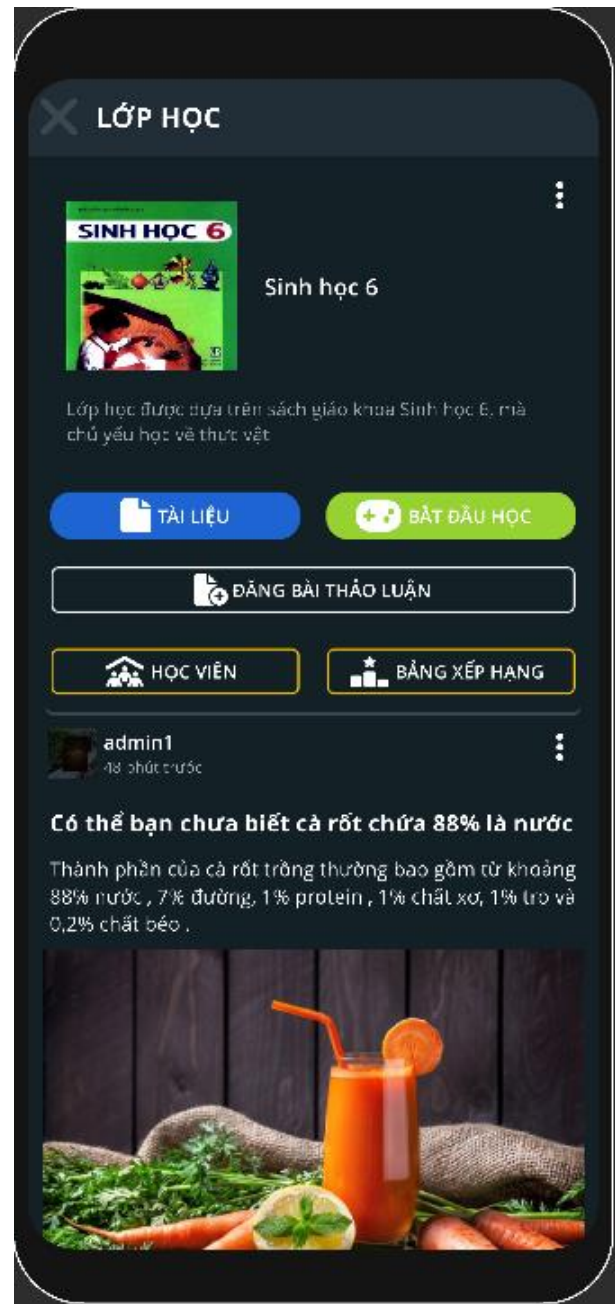 LỚP HỌC
SINH HỌC 6
Sinh học 6
Lớp học được dựa trên sách giáo khoa Sinh học 6, mà
chủ yếu học về thực vật
TÀI LIỆU
BẮT ĐẦU HỌC
ĐĂNG BÀI THẢO LUẬN
HỌC VIÊN
BẢNG XẾP HẠNG
admin1
48 phút trước
Có thể bạn chưa biết cà rốt chứa 88% là nước
Thành phần của cà rốt trồng thường bao gồm từ khoảng
88% nước , 7% đường, 1% protein , 1% chất xơ, 1% tro và
0,2% chất béo .